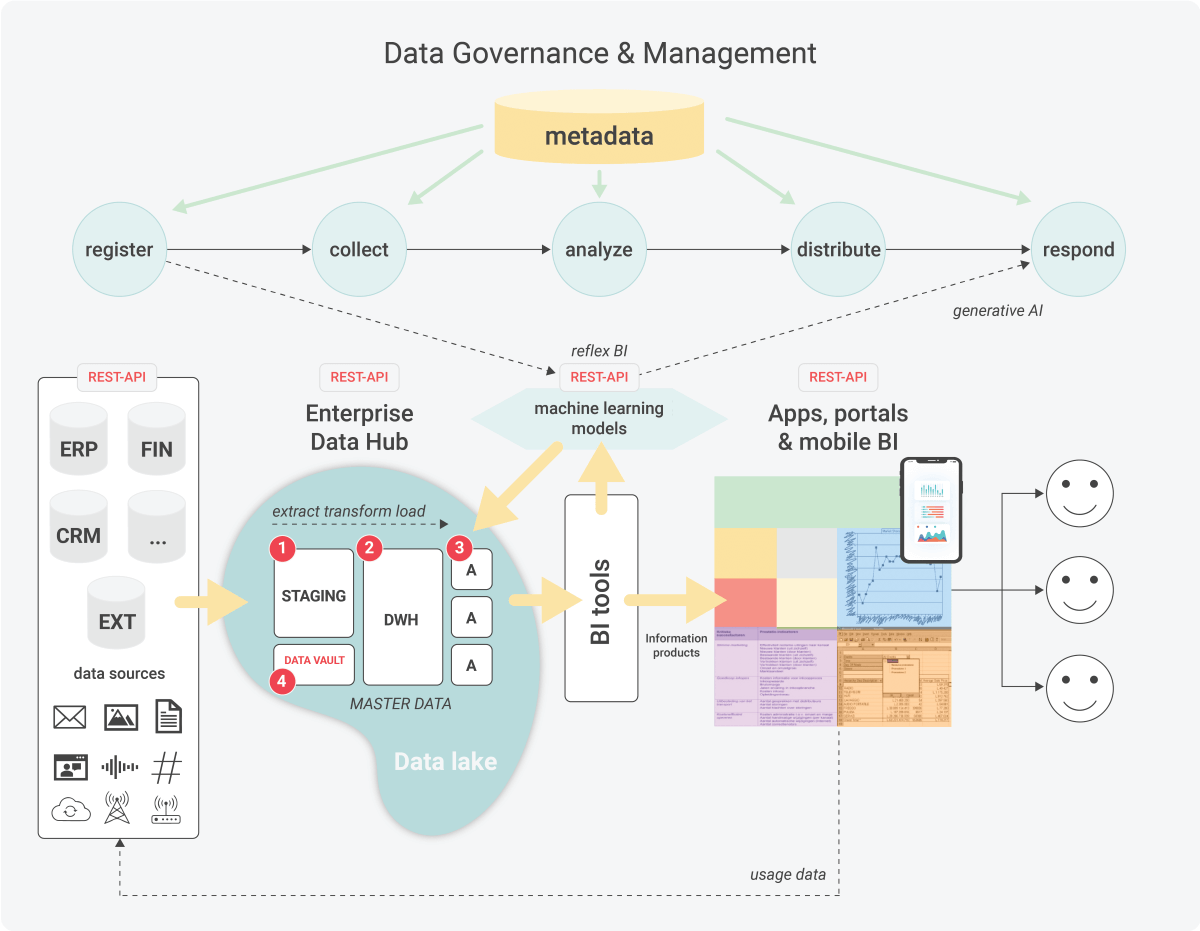 Data Governance & Management
metadata
register
collect
analyze
distribute
respond
generative AI
reflex BI
REST-API
REST-API
REST-API
REST-API
machine learning
models
Enterprise
Data Hub
Apps, portals
& mobile BI
ERP
FIN
CRM
...
EXT
data sources
extract transform load
1
2
3
STAGING
DWH
A
A
A
DATA VAULT
4
MASTER DATA
Data lake
BI tools
Information
products
usage data